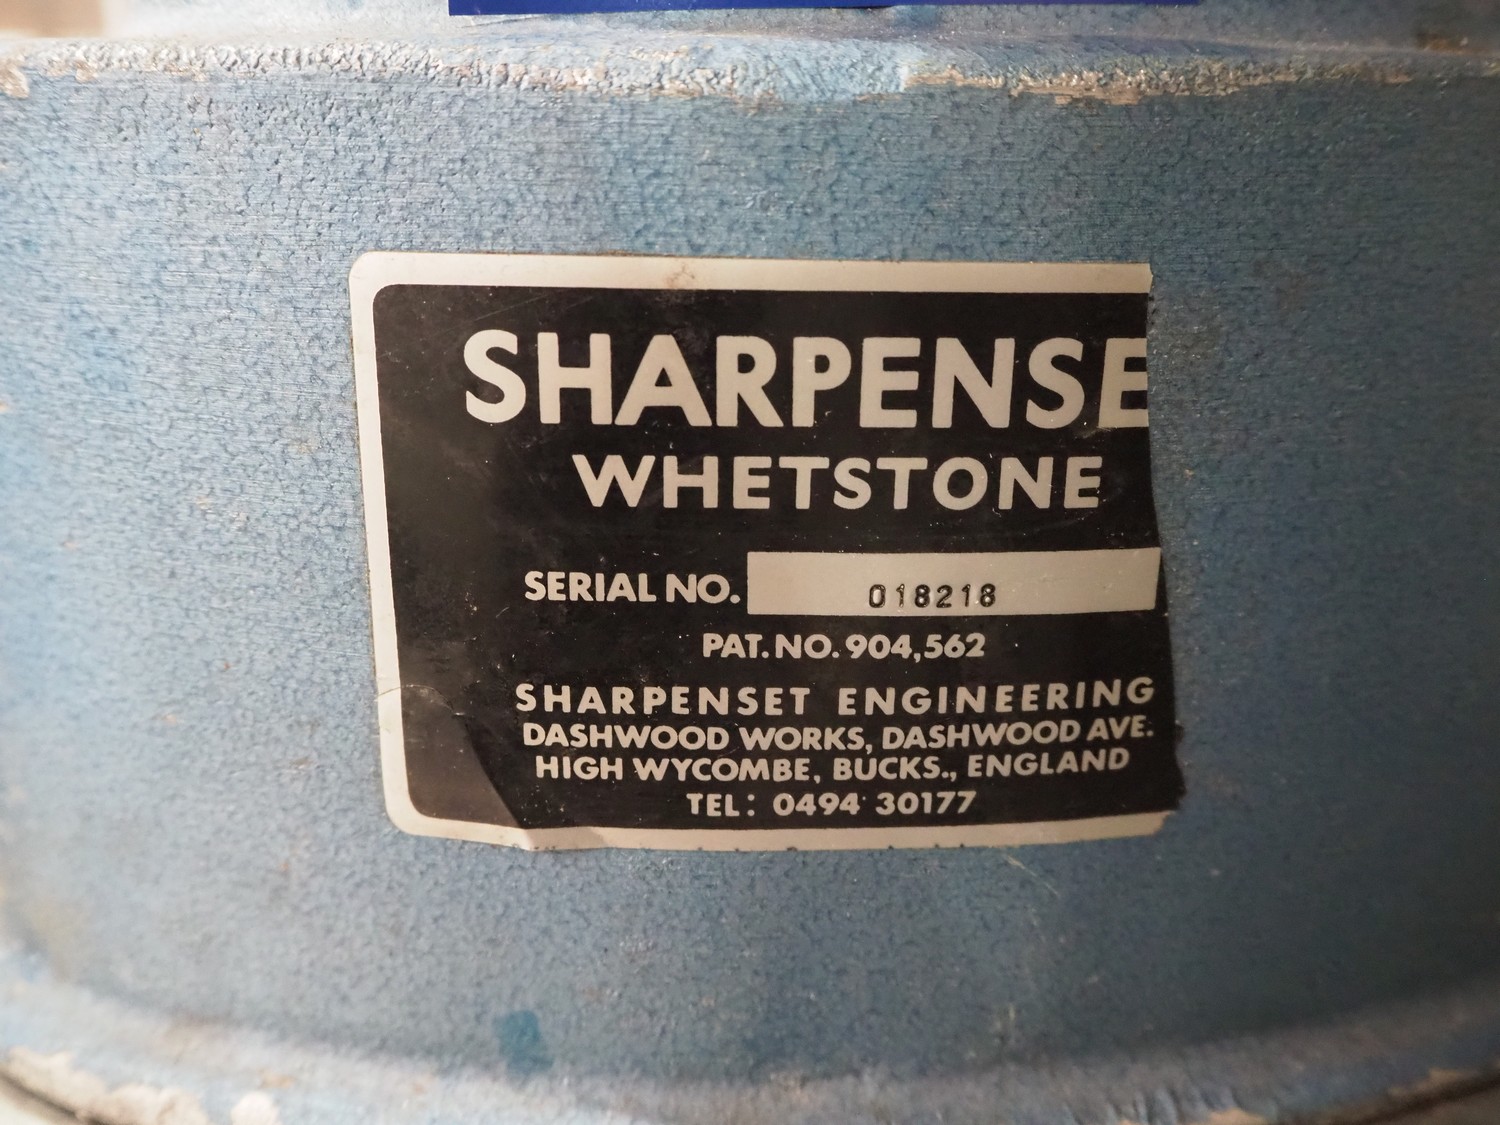 SHARPENSE
WHETSTONE
SERIAL NO. 018218
PAT. NO. 904,562
SHARPENSET ENGINEERING
DASHWOOD WORKS, DASHWOOD AVE.
HIGH WYCOMBE, BUCKS., ENGLAND
TEL: 0494 30177